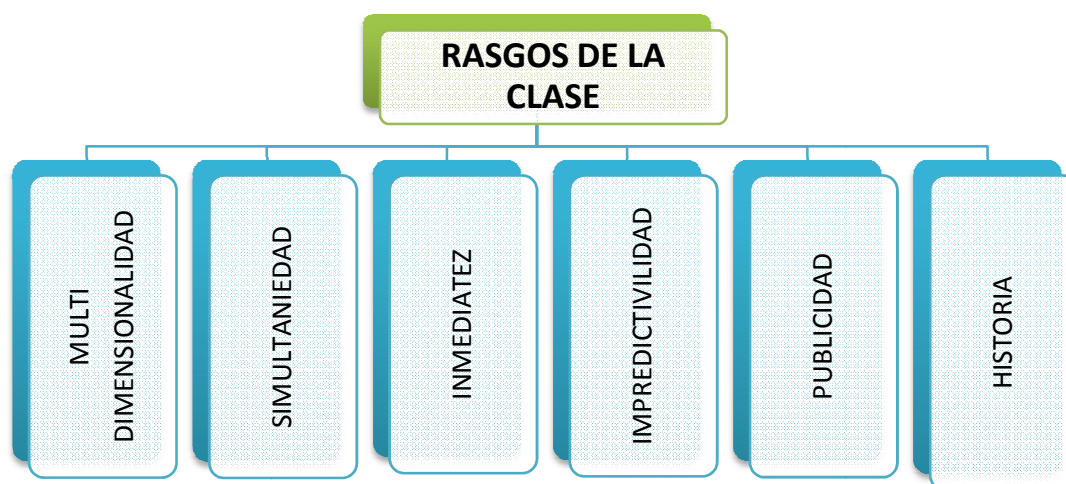 RASGOS DE LA
CLASE
MULTI
DIMENSIONALIDAD
SIMULTANIEDAD
INMEDIATEZ
IMPREDICTIVILIDAD
PUBLICIDAD
HISTORIA